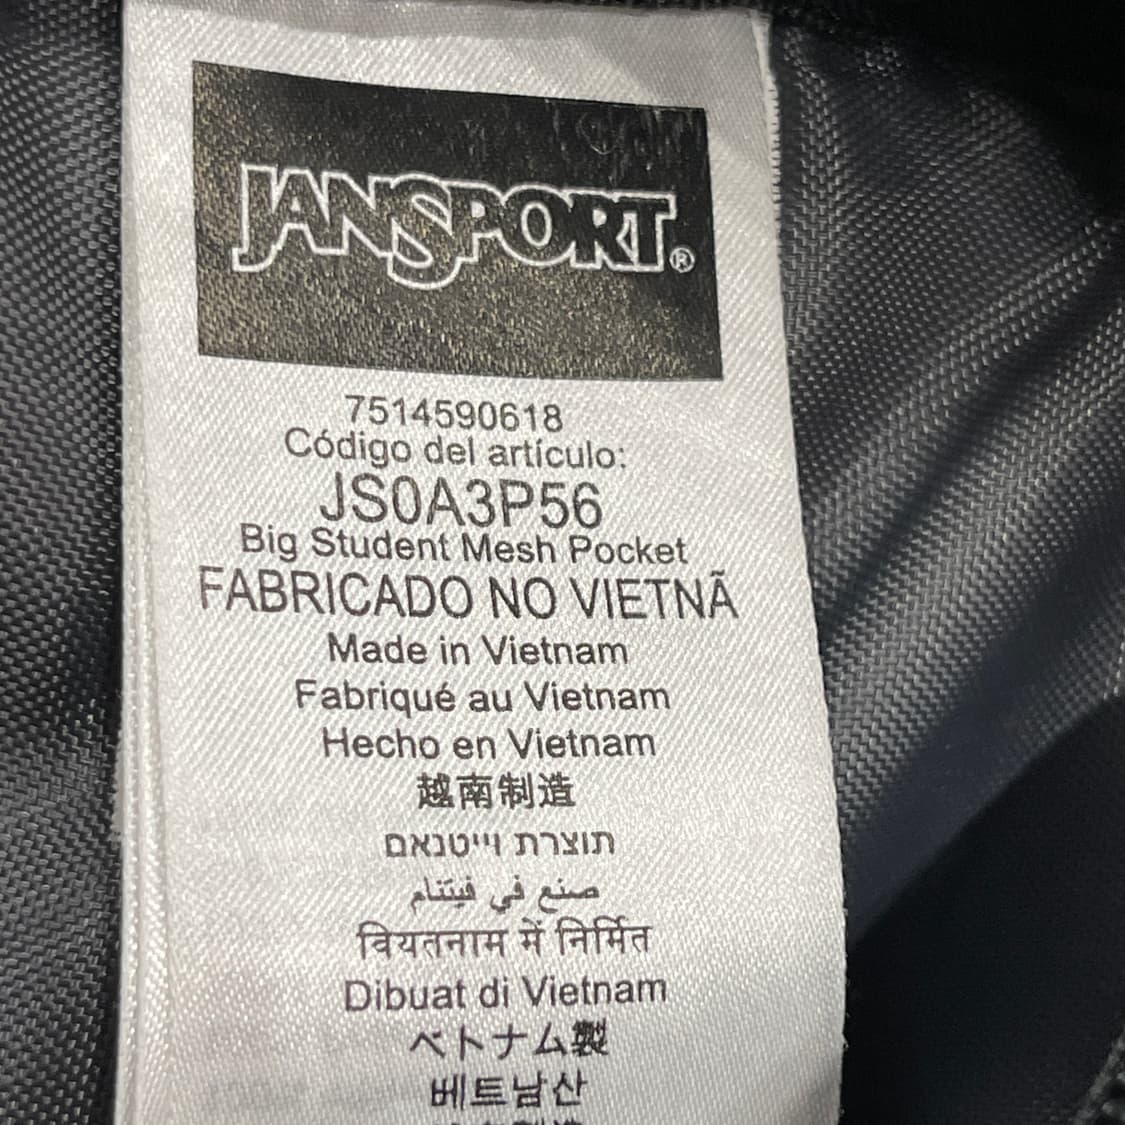 JANSPORT®
7514590618
Código del artículo:
JS0A3P56
Big Student Mesh Pocket
FABRICADO NO VIETNÃ
Made in Vietnam
Fabriqué au Vietnam
Hecho en Vietnam
越南制造
תוצרת וייטנאם
صنع في فيتنام
वियतनाम में निर्मित
Dibuat di Vietnam
ベトナム製
베트남산